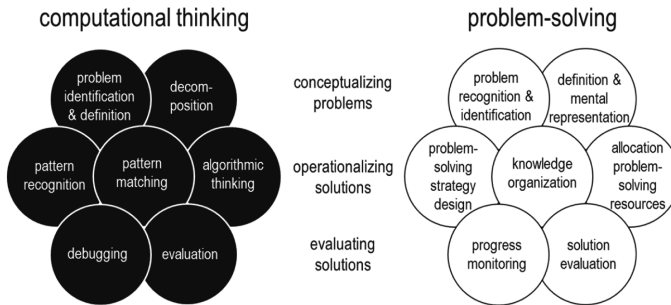 computational thinking
problem-solving
problem
identification
& definition
decom-
position
conceptualizing
problems
problem
recognition &
identification
definition &
mental
representation
pattern
recognition
pattern
matching
algorithmic
thinking
operationalizing
solutions
problem-
solving
strategy
design
knowledge
organization
allocation
problem-
solving
resources
debugging
evaluation
evaluating
solutions
progress
monitoring
solution
evaluation